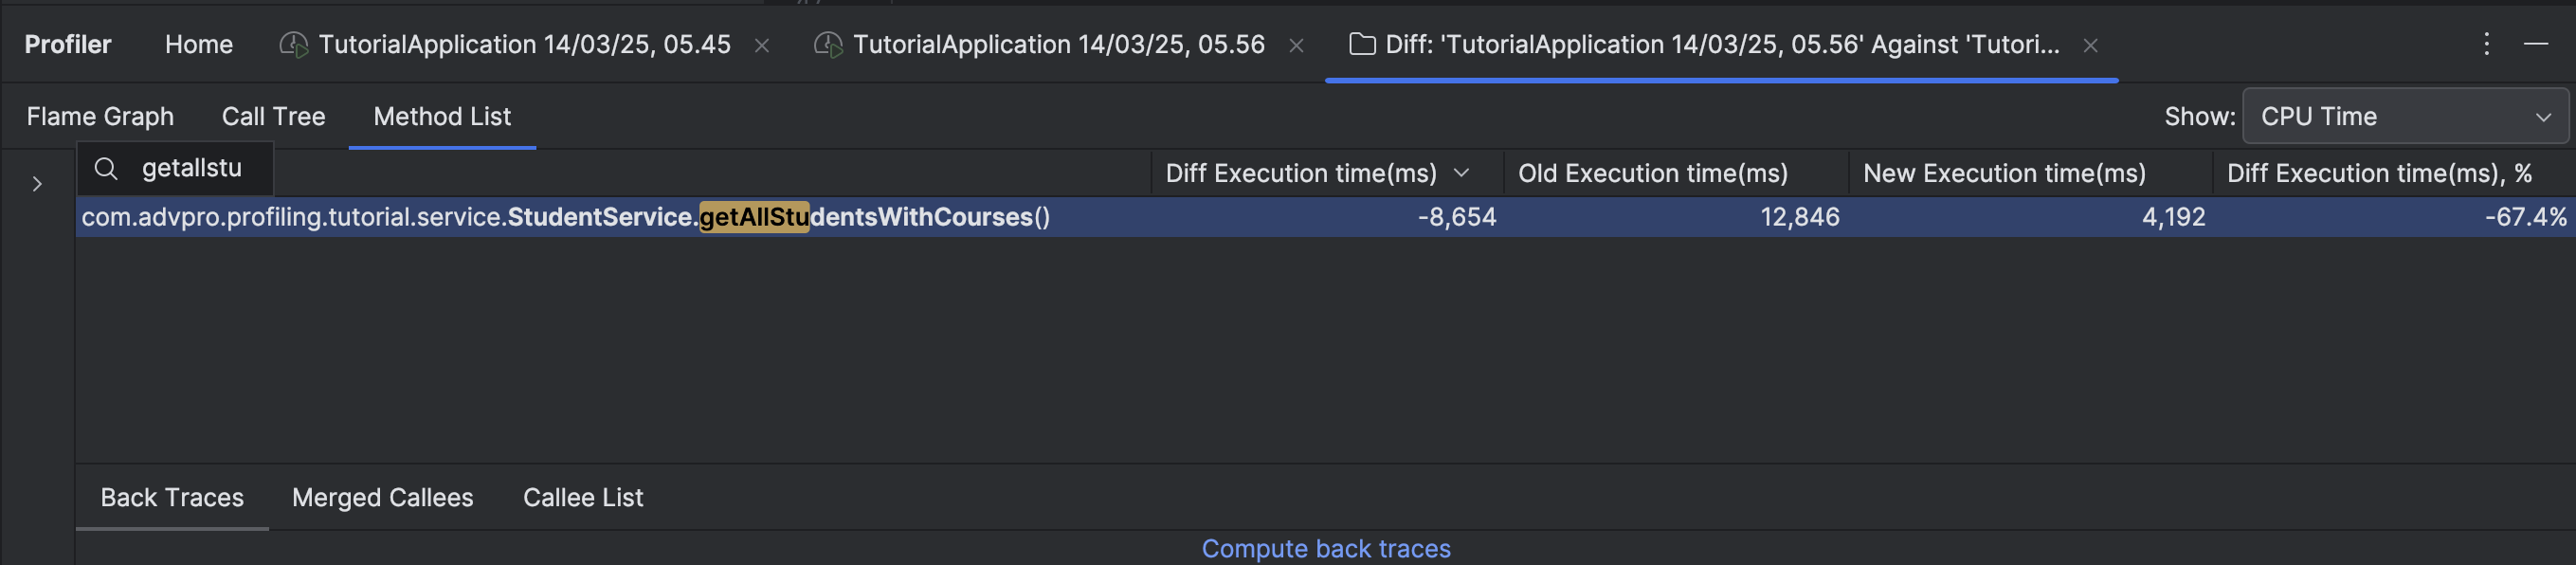 Profiler Home TutorialApplication 14/03/25, 05.45 TutorialApplication 14/03/25, 05.56 Diff: 'TutorialApplication 14/03/25, 05.56' Against 'Tutori...
Flame Graph Call Tree Method List Show: CPU Time
getallstu Diff Execution time(ms) Old Execution time(ms) New Execution time(ms) Diff Execution time(ms), %
com.advpro.profiling.tutorial.service.StudentService.getAllStudentsWithCourses() -8,654 12,846 4,192 -67.4%
Back Traces Merged Callees Callee List
Compute back traces